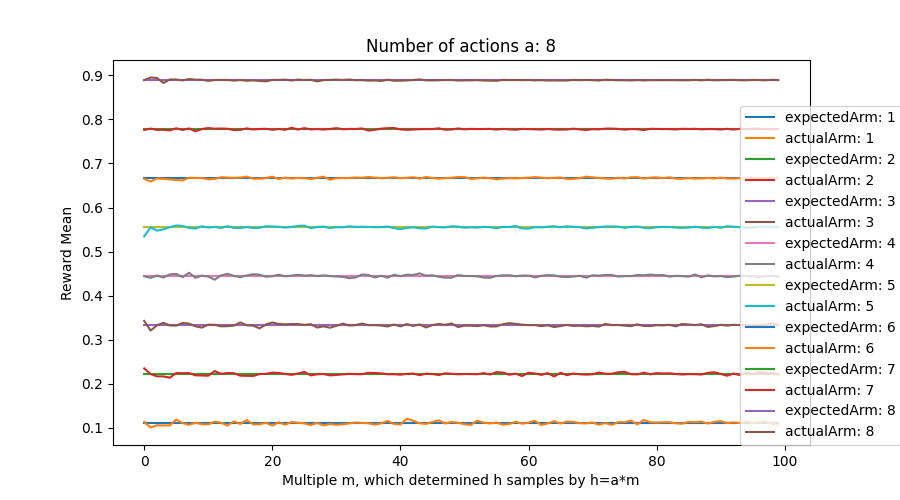 Number of actions a: 8
Reward Mean
0.9
0.8
0.7
0.6
0.5
0.4
0.3
0.2
0.1
0
20
40
60
80
100
Multiple m, which determined h samples by h=a*m
expectedArm: 1
actualArm: 1
expectedArm: 2
actualArm: 2
expectedArm: 3
actualArm: 3
expectedArm: 4
actualArm: 4
expectedArm: 5
actualArm: 5
expectedArm: 6
actualArm: 6
expectedArm: 7
actualArm: 7
expectedArm: 8
actualArm: 8